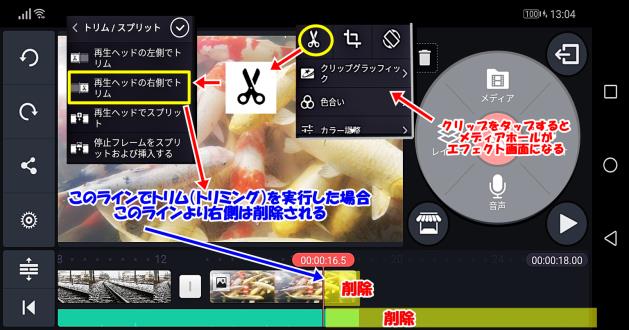 100
13:04
トリム / スプリット
再生ヘッドの左側でト
リム
再生ヘッドの右側でト
リム
再生ヘッドでスプリッ
ト
停止フレームをスプリ
ットおよび挿入する
クリップグラッフィッ
ク
色合い
メディア
クリップをタップすると
メディアホールが
エフェクト画面になる
音声
このラインでトリム(トリミング)を実行した場合
このラインより右側は削除される
8
12
00:00:16.5
00:00:18.00
削除
削除